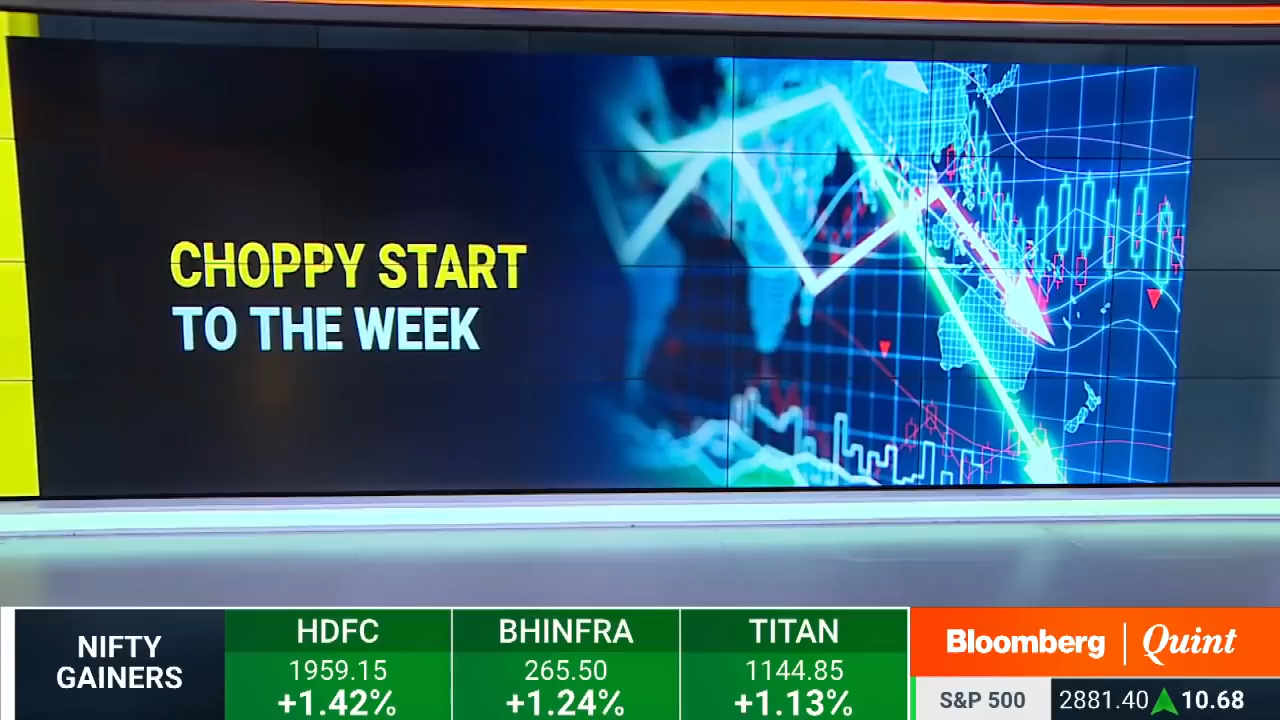 CHOPPY START
TO THE WEEK
NIFTY
GAINERS
HDFC
1959.15
+1.42%
BHINFRA
265.50
+1.24%
TITAN
1144.85
+1.13%
Bloomberg | Quint
S&P 500 2881.40 ▲ 10.68